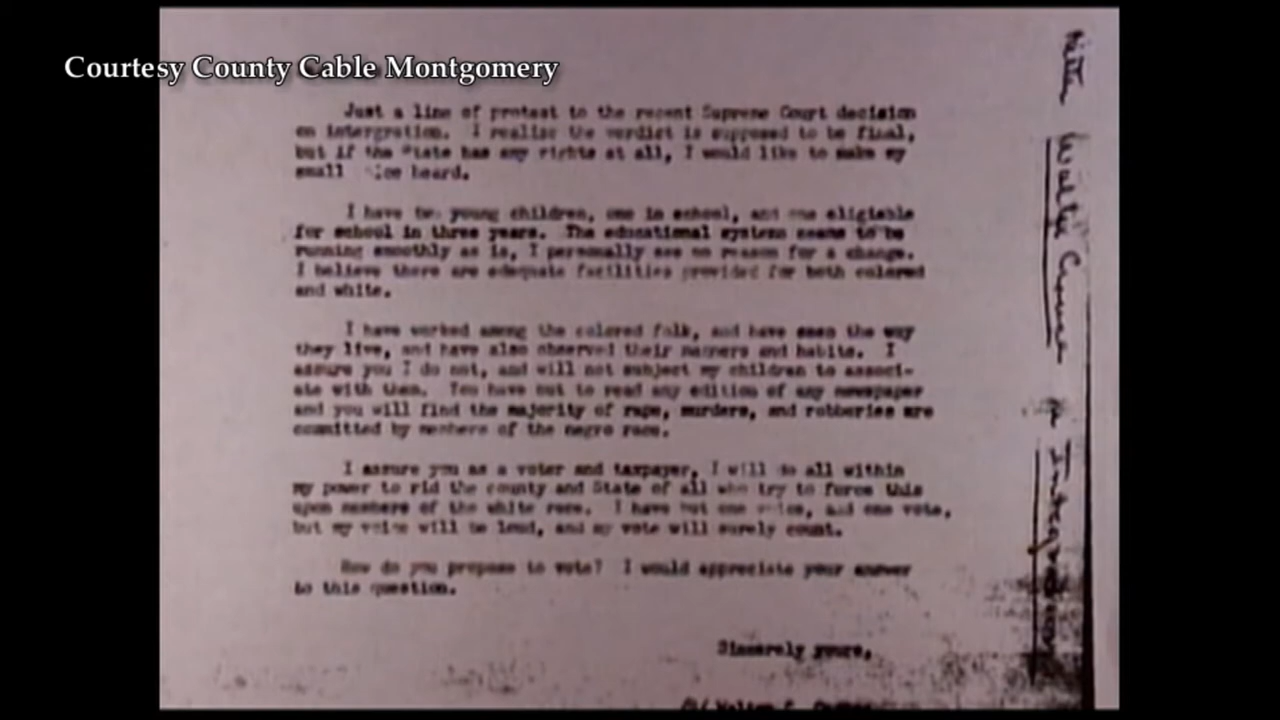 Courtesy County Cable Montgomery
Just a line of protest to the recent Supreme Court decision
on intergration. I realize the verdict is supposed to be final,
but if the State has any rights at all, I would like to make my
small heard.
I have two young children, one in school, and one eligiable
for school in three years. The educational system seems to be
running smoothly as is, I personally see no reason for a change.
I believe there are adequate facilities provided for both colored
and white.
I have worked among the colored folk, and have seen the way
they live, and have also observed their manners and habits. I
assure you I do not, and will not subject my children to associ-
ate with them. You have but to read any edition of any newspaper
and you will find the majority of rape, murders, and robberies are
committed by members of the negro race.
I assure you as a voter and taxpayer, I will do all within
my power to rid the county and State of all who try to force this
upon members of the white race. I have but one voice, and one vote,
but my voice will be loud, and my vote will surely count.
How do you propose to vote? I would appreciate your answer
to this question.
Sincerely yours,
Walter